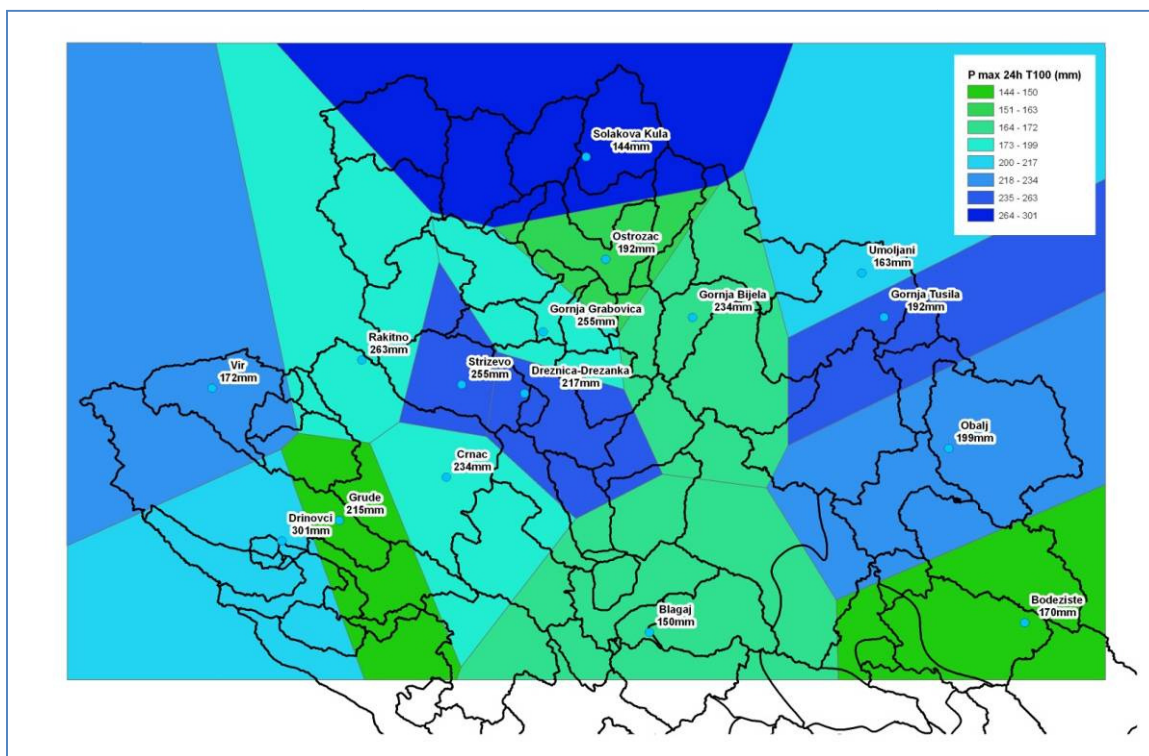 P max 24h T100 (mm)
144 - 150
151 - 163
164 - 172
173 - 199
200 - 217
218 - 234
235 - 263
264 - 301
Solakova Kula
144mm
Ostrozac
192mm
Umoljani
163mm
Gornja Grabovica
255mm
Gornja Bijela
234mm
Gornja Tusila
192mm
Rakitno
263mm
Vir
172mm
Strizevo
255mm
Dreznica-Drezanka
217mm
Obalj
199mm
Crnac
234mm
Grude
215mm
Drinovci
301mm
Blagaj
150mm
Bodeziste
170mm